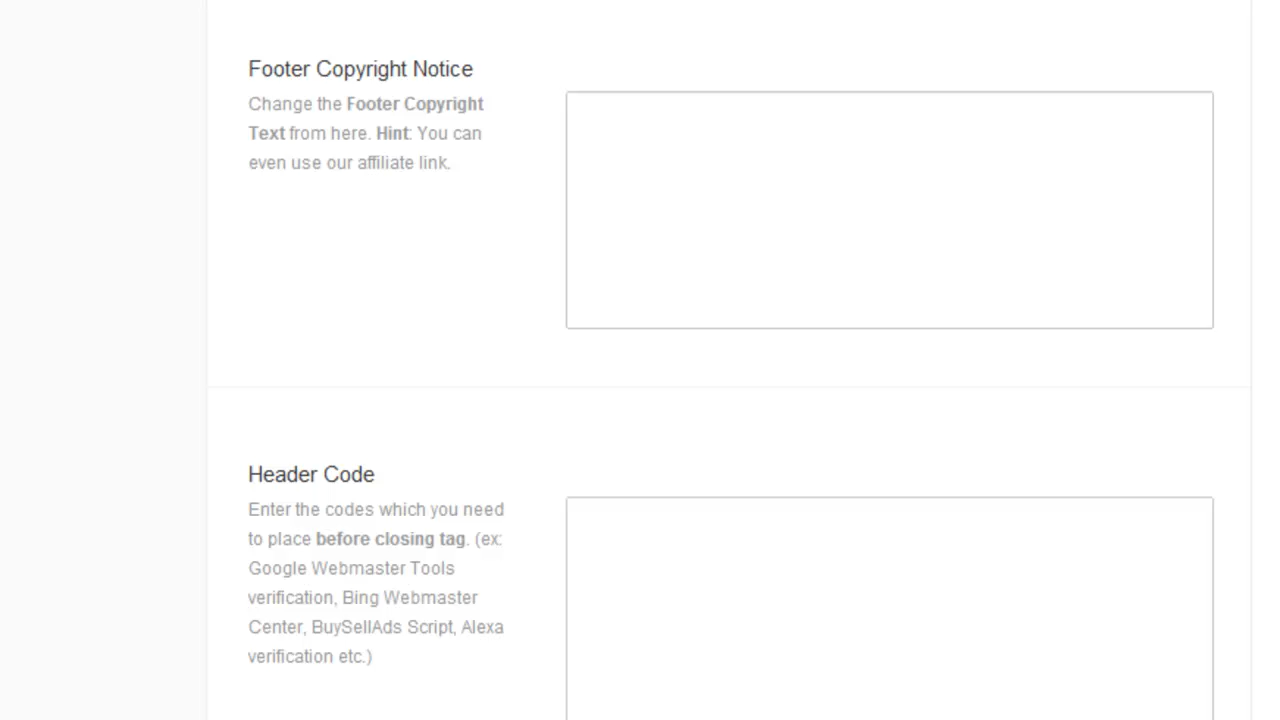 Footer Copyright Notice
Change the Footer Copyright
Text from here. Hint: You can
even use our affiliate link.
Header Code
Enter the codes which you need
to place before closing tag. (ex:
Google Webmaster Tools
verification, Bing Webmaster
Center, BuySellAds Script, Alexa
verification etc.)